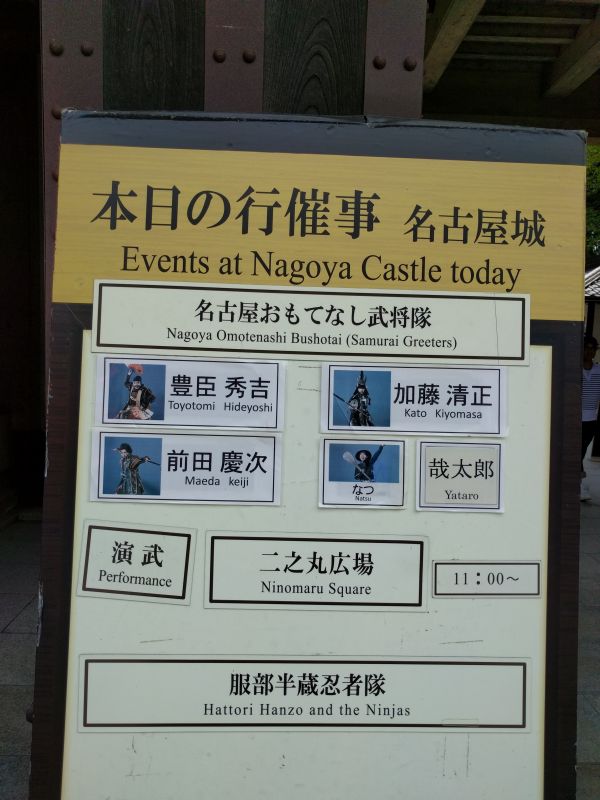 本日の行催事 名古屋城
Events at Nagoya Castle today
名古屋おもてなし武将隊
Nagoya Omotenashi Bushotai (Samurai Greeters)
豊臣 秀吉
Toyotomi Hideyoshi
加藤 清正
Kato Kiyomasa
前田 慶次
Maeda keiji
なつ
Natsu
哉太郎
Yataro
演武
Performance
二之丸広場
Ninomaru Square
11:00〜
服部半蔵忍者隊
Hattori Hanzo and the Ninjas